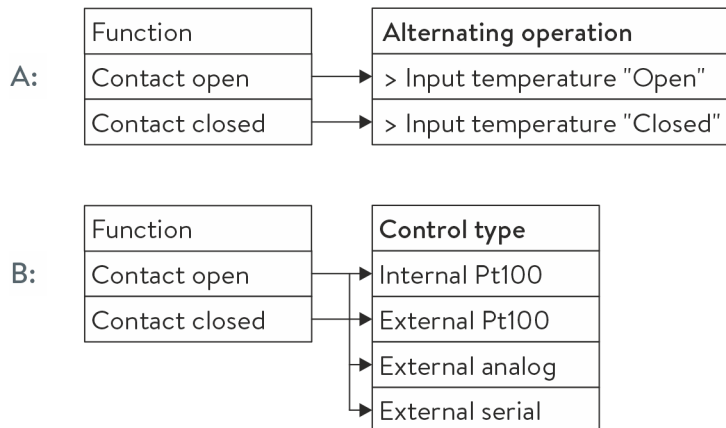 Function
Alternating operation
A:
Contact open
> Input temperature "Open"
Contact closed
> Input temperature "Closed"
Function
Control type
B:
Contact open
Internal Pt100
Contact closed
External Pt100
External analog
External serial